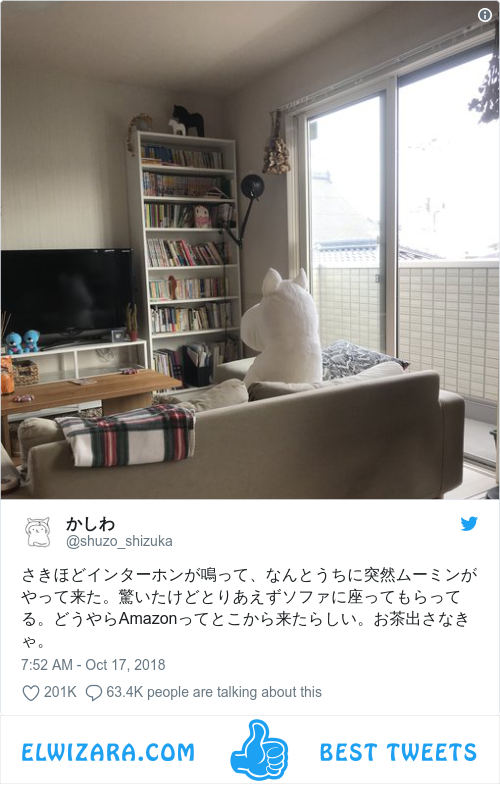 かしわ
@shuzo_shizuka
さきほどインターホンが鳴って、なんとうちに突然ムーミンが
やって来た。驚いたけどとりあえずソファに座ってもらって
る。どうやらAmazonってとこから来たらしい。お茶出さなき
ゃ。
7:52 AM - Oct 17, 2018
201K 63.4K people are talking about this
ELWIZARA.COM BEST TWEETS